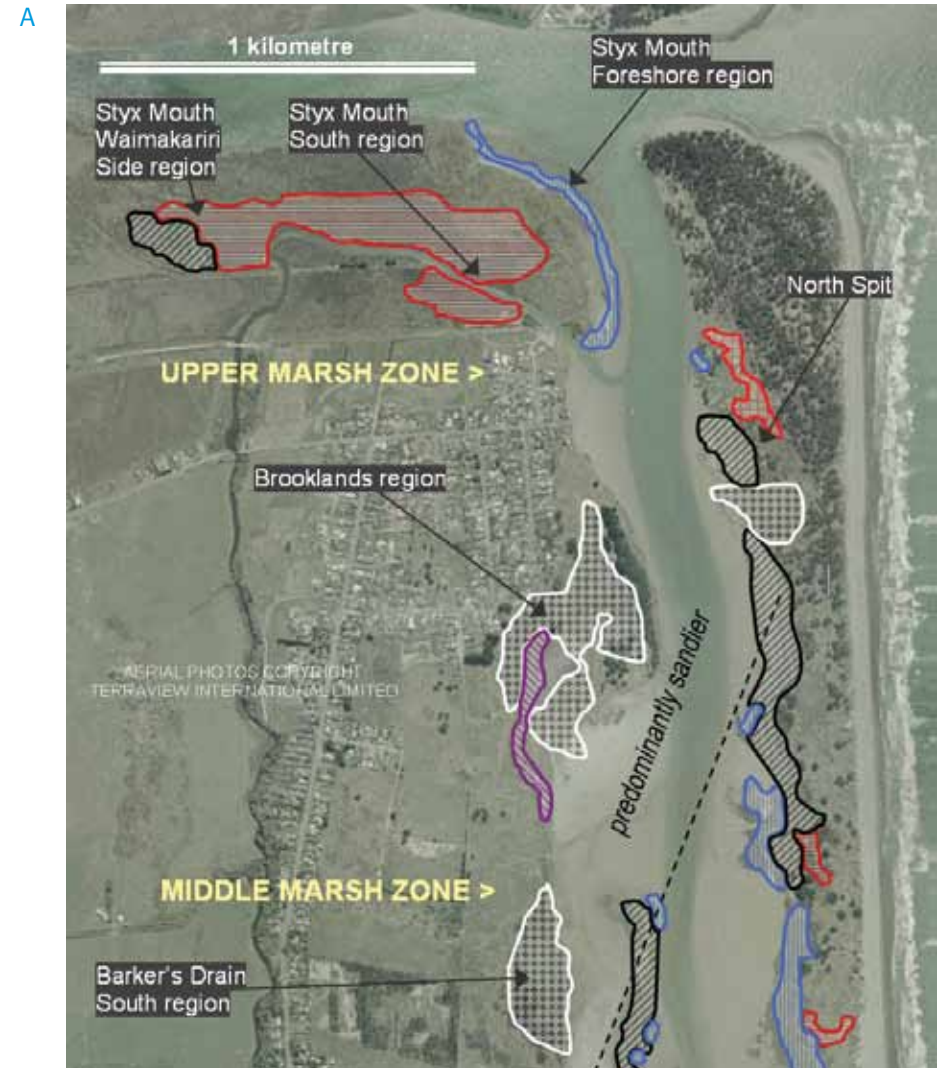 A
1 kilometre
Styx Mouth
Foreshore region
Styx Mouth
Waimakariri
Side region
Styx Mouth
South region
North Spit
UPPER MARSH ZONE >
Brooklands region
AERIAL PHOTOS COPYRIGHT
TERRAVIEW INTERNATIONAL LIMITED
predominantly sandier
MIDDLE MARSH ZONE >
Barker's Drain
South region